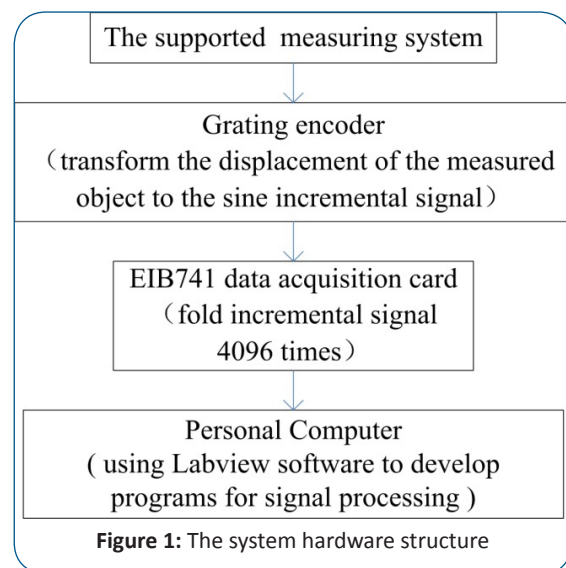 The supported measuring system
Grating encoder
（transform the displacement of the measured
object to the sine incremental signal）
EIB741 data acquisition card
（fold incremental signal
4096 times）
Personal Computer
( using Labview software to develop
programs for signal processing )
Figure 1: The system hardware structure